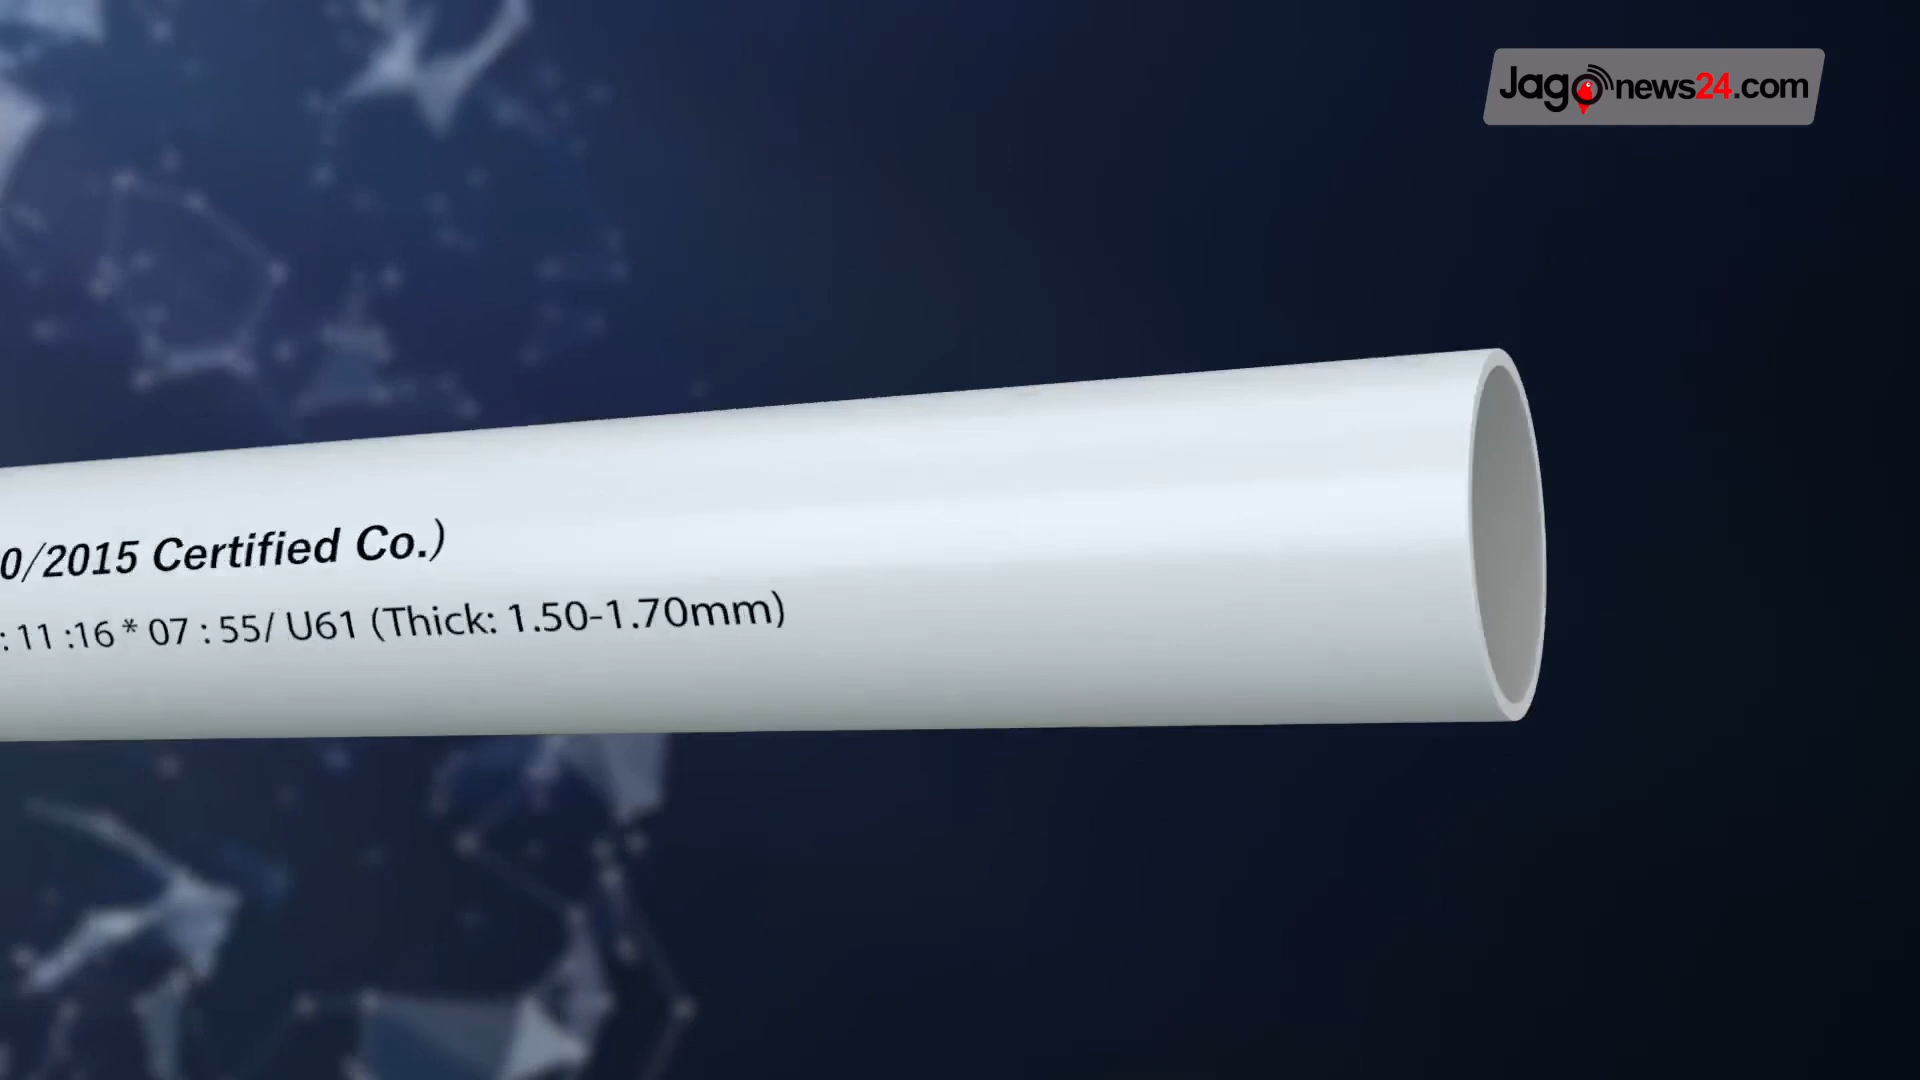 Jagonews24.com
0/2015 Certified Co.)
: 11 :16 * 07 : 55/ U61 (Thick: 1.50-1.70mm)